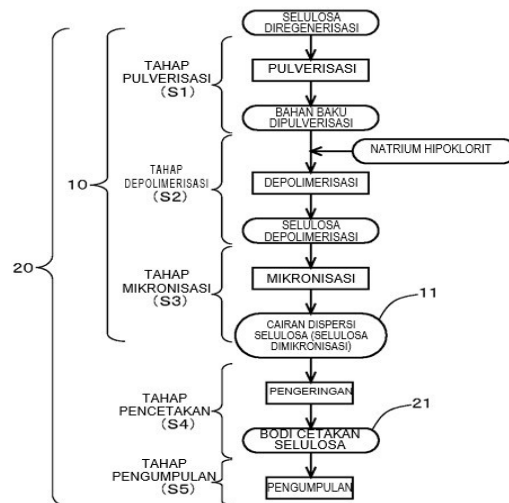 SELULOSA
DIREGENERISASI
TAHAP
PULVERISASI
(S1)
PULVERISASI
BAHAN BAKU
DIPULVERISASI
NATRIUM HIPOKLORIT
TAHAP
DEPOLIMERISASI
(S2)
10
DEPOLIMERISASI
SELULOSA
DEPOLIMERISASI
20
TAHAP
MIKRONISASI
(S3)
MIKRONISASI
11
CAIRAN DISPERSI
SELULOSA (SELULOSA
DIMIKRONISASI)
TAHAP
PENCETAKAN
(S4)
PENGERINGAN
21
BODI CETAKAN
SELULOSA
TAHAP
PENGUMPULAN
(S5)
PENGUMPULAN